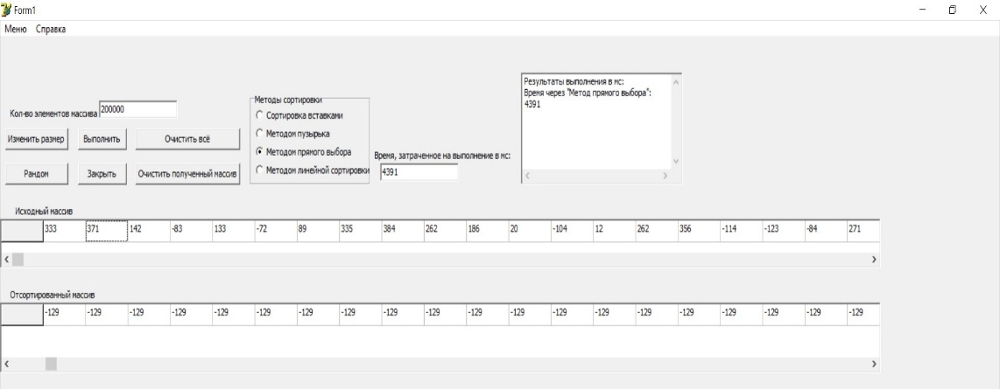 Form1
Меню Справка
Кол-во элементов массива 200000
Изменить размер Выполнить Очистить всё
Рандом Закрыть Очистить полученный массив
Методы сортировки
Сортировка вставками
Методом пузырька
Методом прямого выбора
Методом линейной сортировки
Время, затраченное на выполнение в мс:
4391
Результаты выполнения в мс:
Время через "Метод прямого выбора":
4391
Исходный массив
333 371 142 -83 133 -72 89 335 384 262 186 20 -104 12 262 356 -114 -123 -84 271
Отсортированный массив
-129 -129 -129 -129 -129 -129 -129 -129 -129 -129 -129 -129 -129 -129 -129 -129 -129 -129 -129 -129